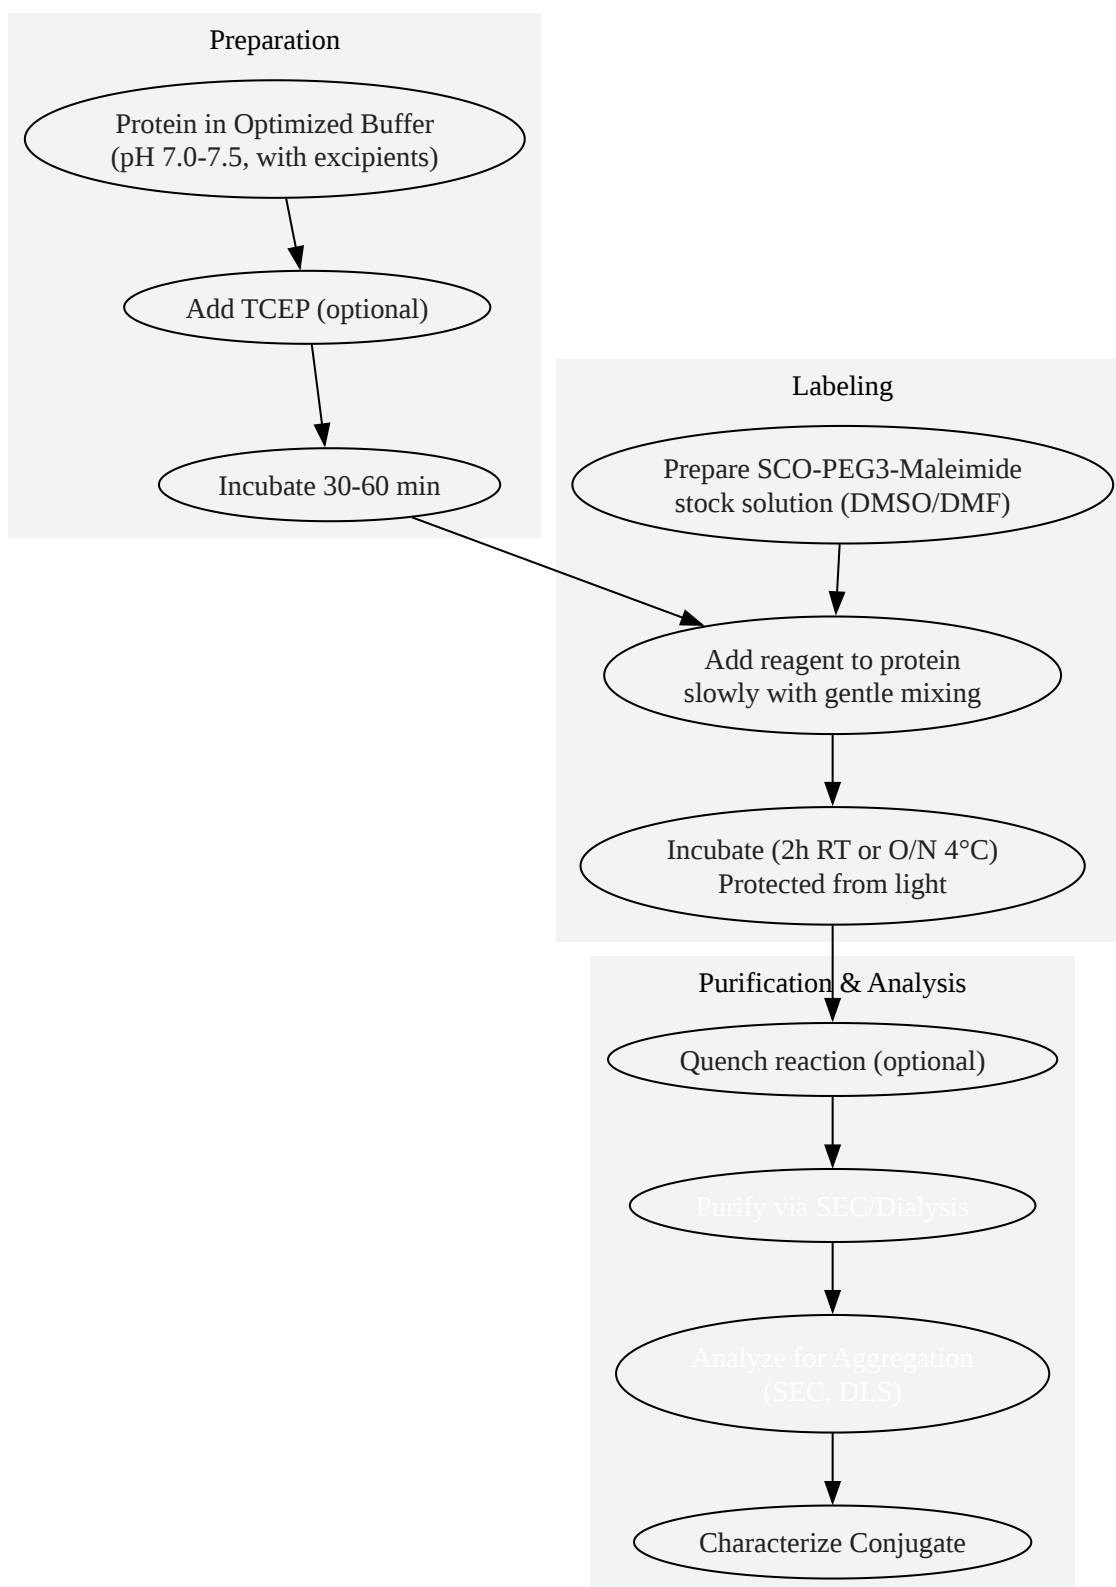 Preparation
Protein in Optimized Buffer
(pH 7.0-7.5, with excipients)
Add TCEP (optional)
Incubate 30-60 min
Labeling
Prepare SCO-PEG3-Maleimide
stock solution (DMSO/DMF)
Add reagent to protein
slowly with gentle mixing
Incubate (2h RT or O/N 4°C)
Protected from light
Purification & Analysis
Quench reaction (optional)
Purify via SEC/Dialysis
Analyze for Aggregation
(SEC, DLS)
Characterize Conjugate